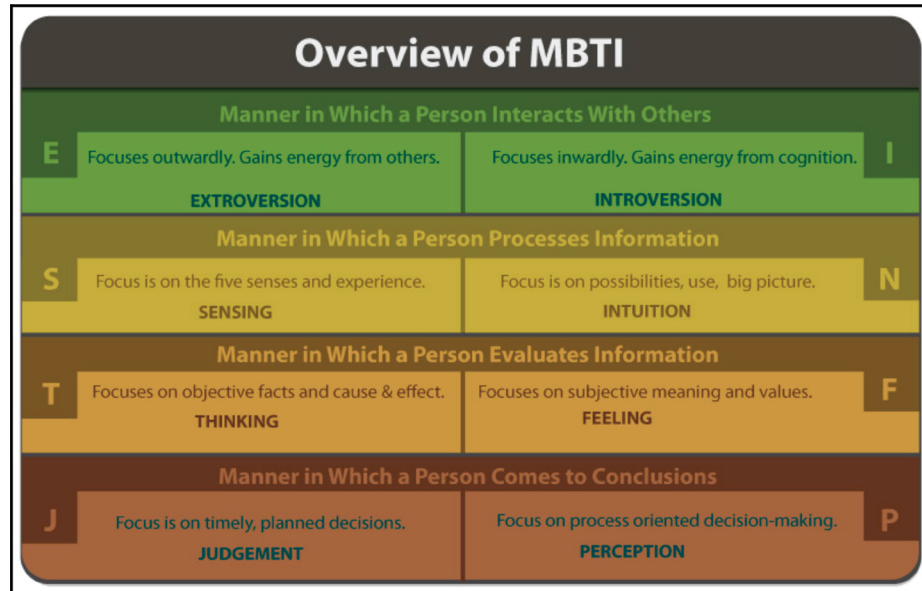 Overview of MBTI
Manner in Which a Person Interacts With Others
E
Focuses outwardly. Gains energy from others.
EXTROVERSION
Focuses inwardly. Gains energy from cognition.
INTROVERSION
I
Manner in Which a Person Processes Information
S
Focus is on the five senses and experience.
SENSING
Focus is on possibilities, use, big picture.
INTUITION
N
Manner in Which a Person Evaluates Information
T
Focuses on objective facts and cause & effect.
THINKING
Focuses on subjective meaning and values.
FEELING
F
Manner in Which a Person Comes to Conclusions
J
Focus is on timely, planned decisions.
JUDGEMENT
Focus on process oriented decision-making.
PERCEPTION
P